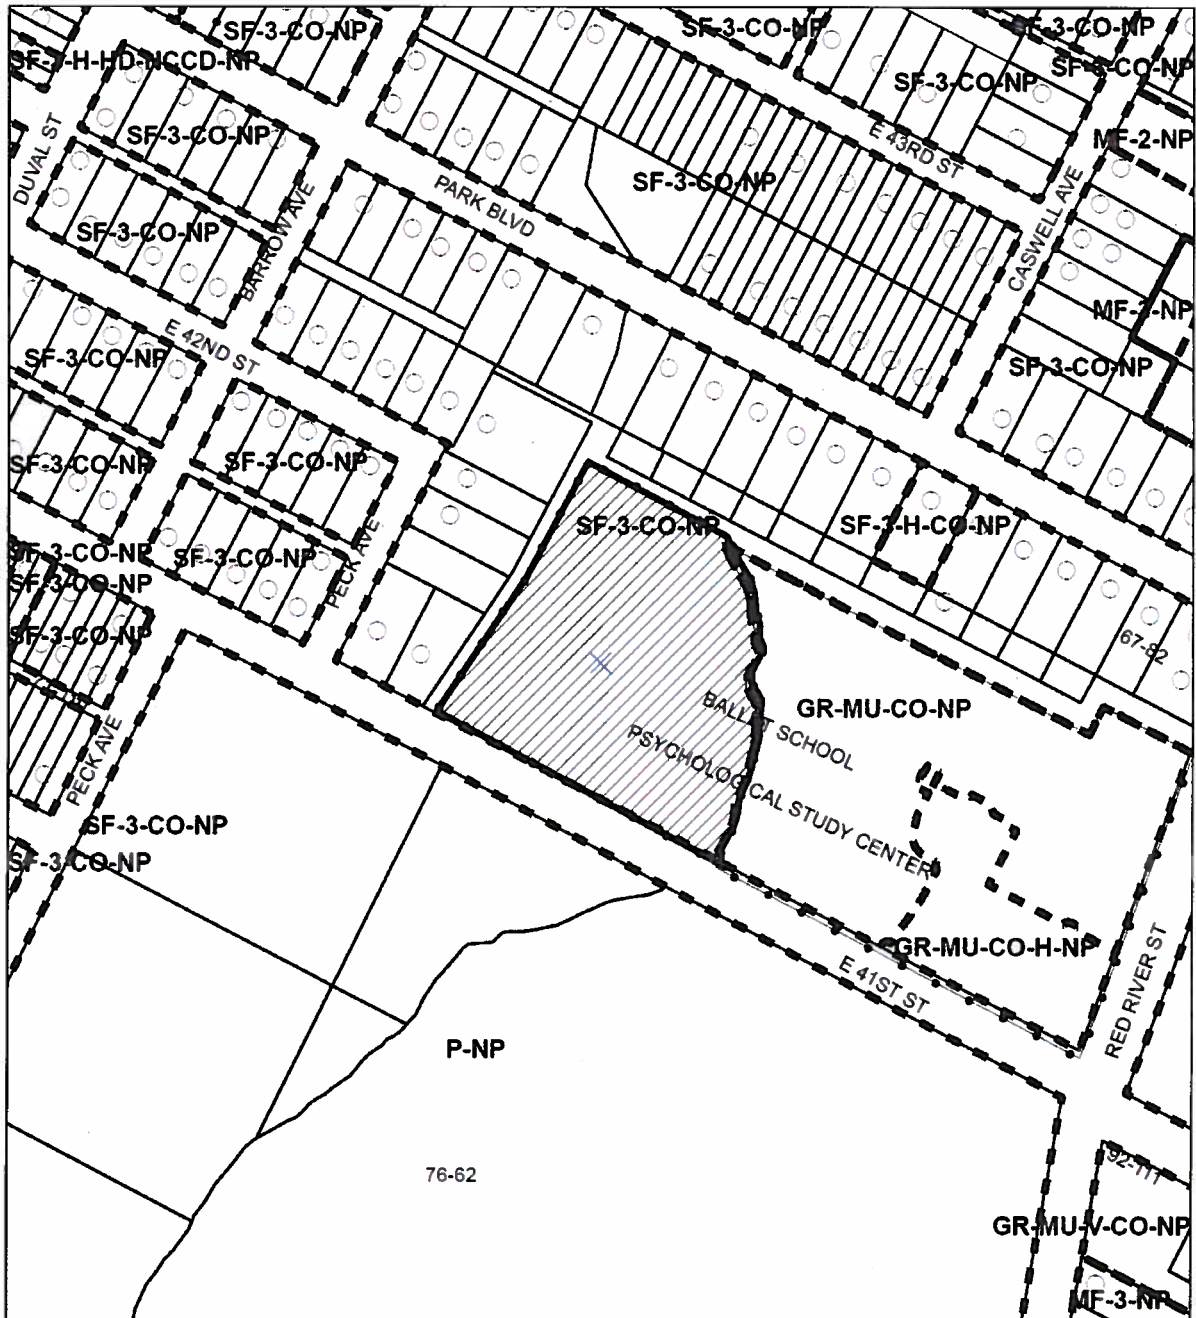 SF-3-CO-NP
SF-3-CO-NP
SF-3-CO-NP
SF-3-CO-NP
SF-3-CO-NP
MF-2-NP
SF-3-CO-NP
E 43RD ST
DUVAL ST
SF-3-CO-NP
PARK BLVD
CASWELL AVE
SF-3-CO-NP
BARROW AVE
MF-3-NP
E 42ND ST
SF-3-CO-NP
SF-3-CO-NP
SF-3-CO-NP
SF-3-CO-NP
SF-3-CO-NP
SF-3-H-CO-NP
SF-3-CO-NP
SF-3-CO-NP
PECK AVE
SF-3-CO-NP
SF-3-CO-NP
67-82
BALLET SCHOOL
GR-MU-CO-NP
PSYCHOLOGICAL STUDY CENTER
PECK AVE
SF-3-CO-NP
SF-3-CO-NP
GR-MU-CO-H-NP
E 41ST ST
RED RIVER ST
P-NP
76-62
92-111
GR-MU-V-CO-NP
MF-3-NP